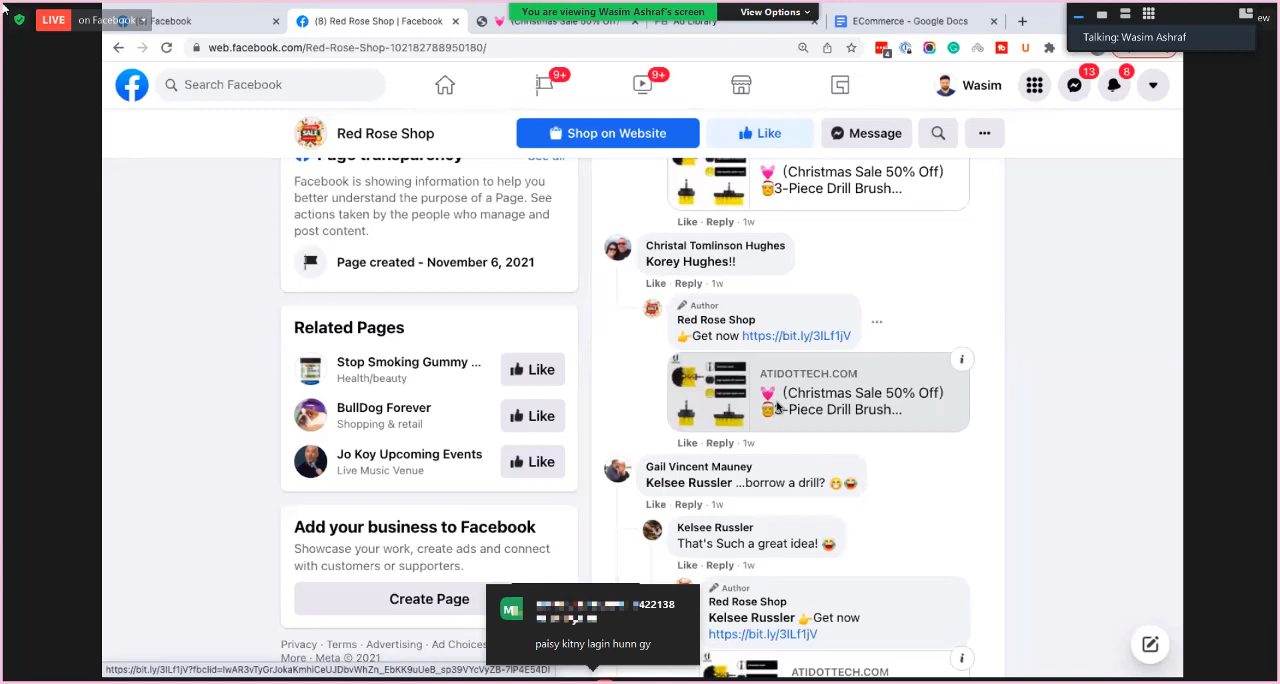 LIVE
on Facebook
Facebook
(8) Red Rose Shop | Facebook
(Christmas Sale 50% Off)
Ad Library
ECommerce - Google Docs
You are viewing Wasim Ashraf's screen
View Options
ew
Talking: Wasim Ashraf
web.facebook.com/Red-Rose-Shop-102182788950180/
4
Search Facebook
9+
9+
Wasim
13
8
Red Rose Shop
Shop on Website
Like
Message
Page transparency
See all
Facebook is showing information to help you
better understand the purpose of a Page. See
actions taken by the people who manage and
post content.
Page created - November 6, 2021
Related Pages
Stop Smoking Gummy ...
Health/beauty
Like
BullDog Forever
Shopping & retail
Like
Jo Koy Upcoming Events
Live Music Venue
Like
Add your business to Facebook
Showcase your work, create ads and connect
with customers or supporters.
Create Page
Privacy · Terms · Advertising · Ad Choices
More · Meta © 2021
💓 (Christmas Sale 50% Off)
🎅3-Piece Drill Brush...
Like · Reply · 1w
Christal Tomlinson Hughes
Korey Hughes!!
Like · Reply · 1w
Author
Red Rose Shop
👉Get now https://bit.ly/3ILf1jV
ATIDOTTECH.COM
💓 (Christmas Sale 50% Off)
🎅3-Piece Drill Brush...
Like · Reply · 1w
Gail Vincent Mauney
Kelsee Russler ...borrow a drill? 😁😂
Like · Reply · 1w
Kelsee Russler
That's Such a great idea! 😂
Like · Reply · 1w
Author
Red Rose Shop
Kelsee Russler 👉Get now
https://bit.ly/3ILf1jV
ATIDOTTECH.COM
422138
paisy kitny lagin hunn gy